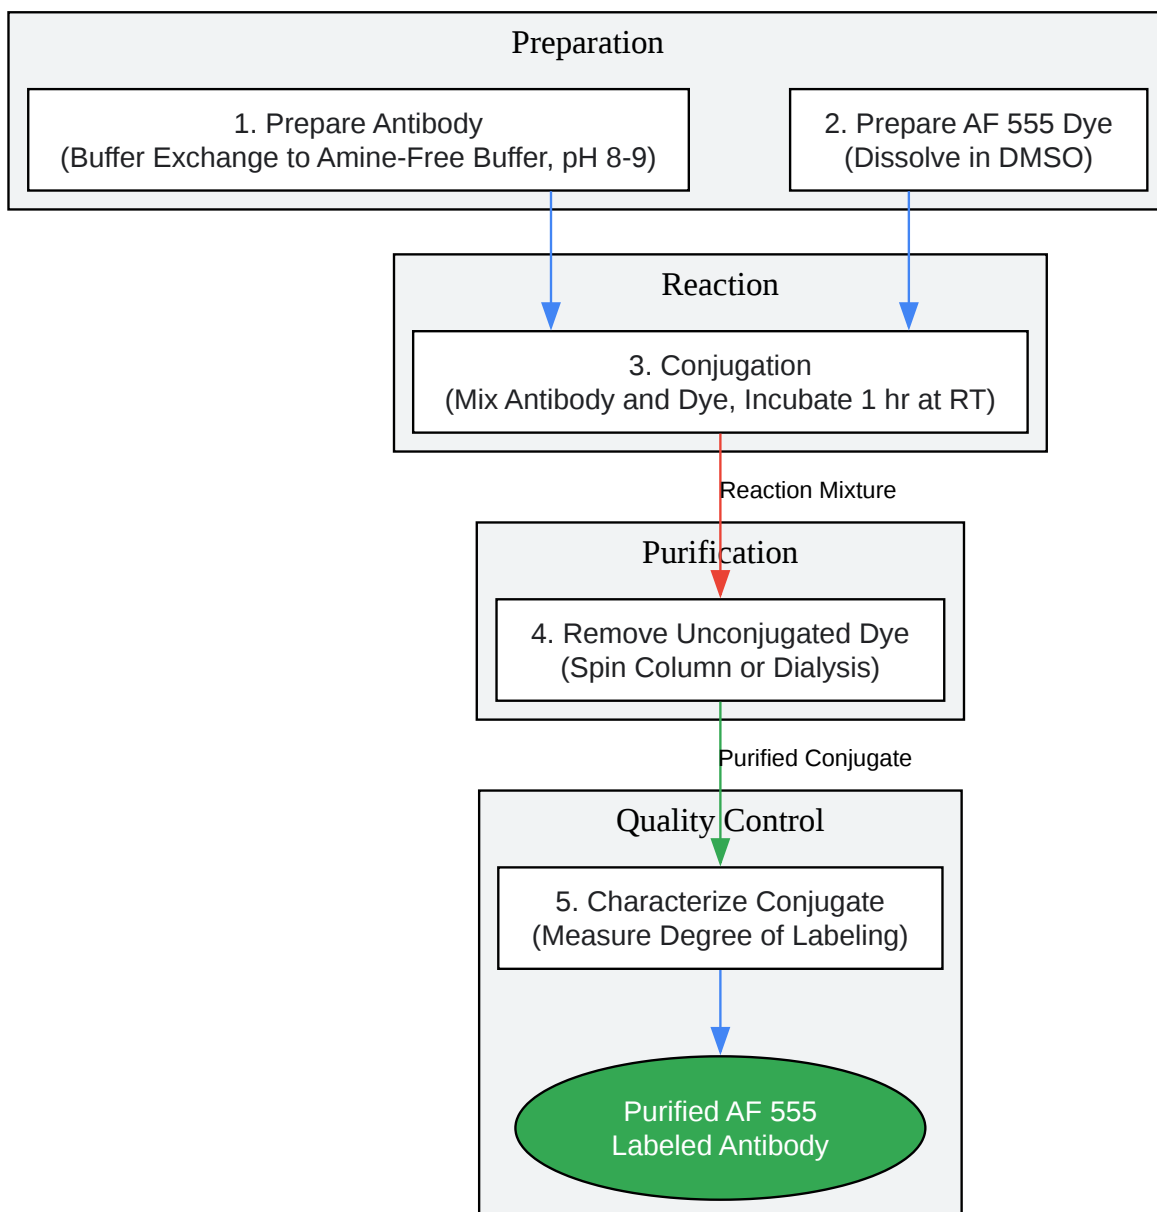 Preparation
1. Prepare Antibody
(Buffer Exchange to Amine-Free Buffer, pH 8-9)
2. Prepare AF 555 Dye
(Dissolve in DMSO)
Reaction
3. Conjugation
(Mix Antibody and Dye, Incubate 1 hr at RT)
Reaction Mixture
Purification
4. Remove Unconjugated Dye
(Spin Column or Dialysis)
Purified Conjugate
Quality Control
5. Characterize Conjugate
(Measure Degree of Labeling)
Purified AF 555
Labeled Antibody